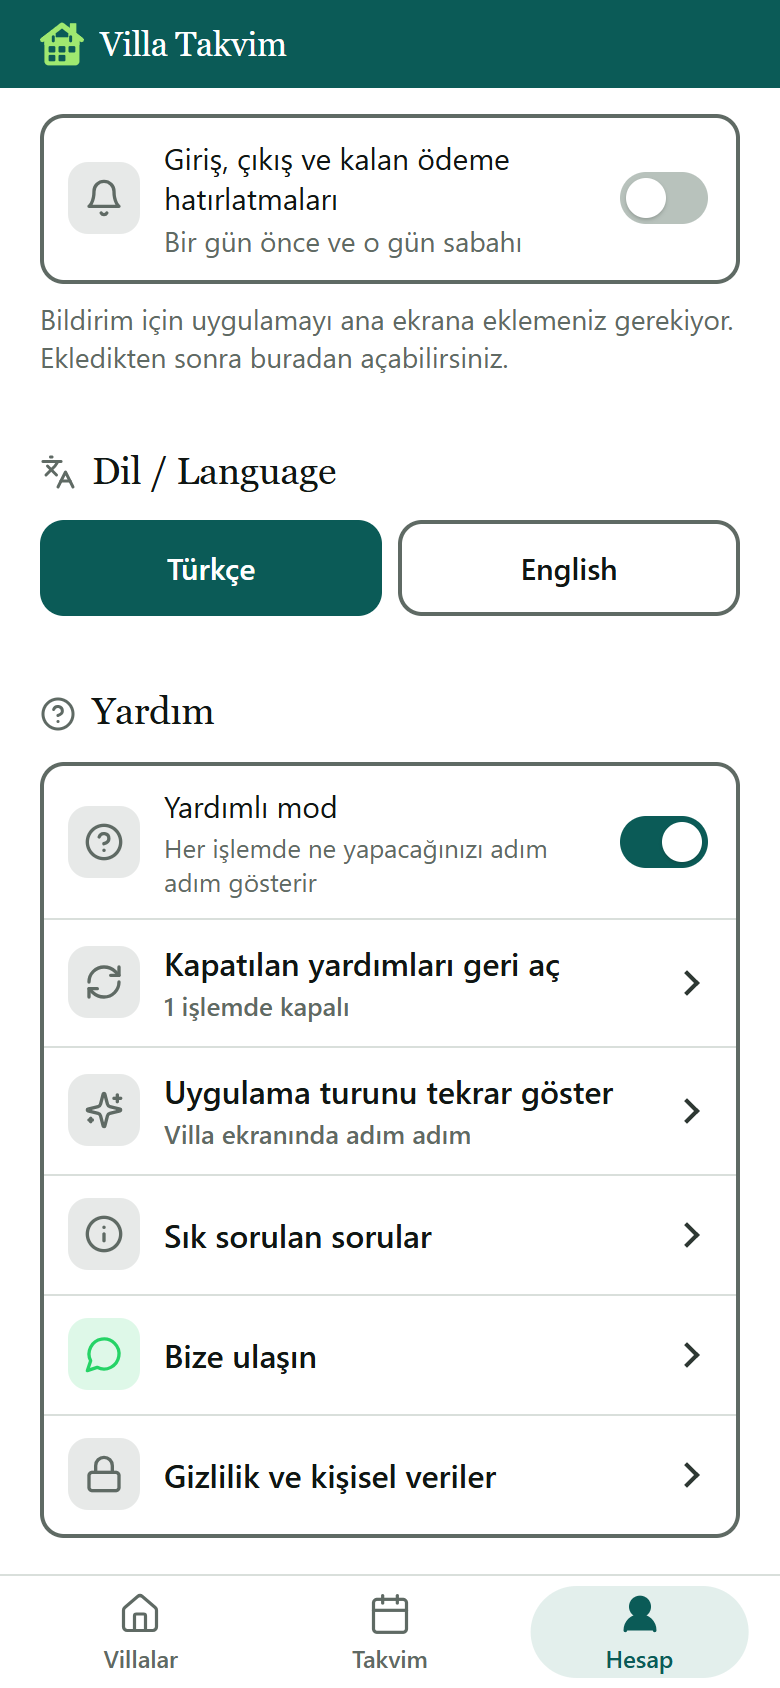 Villa Takvim
Giriş, çıkış ve kalan ödeme
hatırlatmaları
Bir gün önce ve o gün sabahı
Bildirim için uygulamayı ana ekrana eklemeniz gerekiyor.
Ekledikten sonra buradan açabilirsiniz.
Dil / Language
Türkçe
English
Yardım
Yardımlı mod
Her işlemde ne yapacağınızı adım
adım gösterir
Kapatılan yardımları geri aç
1 işlemde kapalı
Uygulama turunu tekrar göster
Villa ekranında adım adım
Sık sorulan sorular
Bize ulaşın
Gizlilik ve kişisel veriler
Villalar
Takvim
Hesap